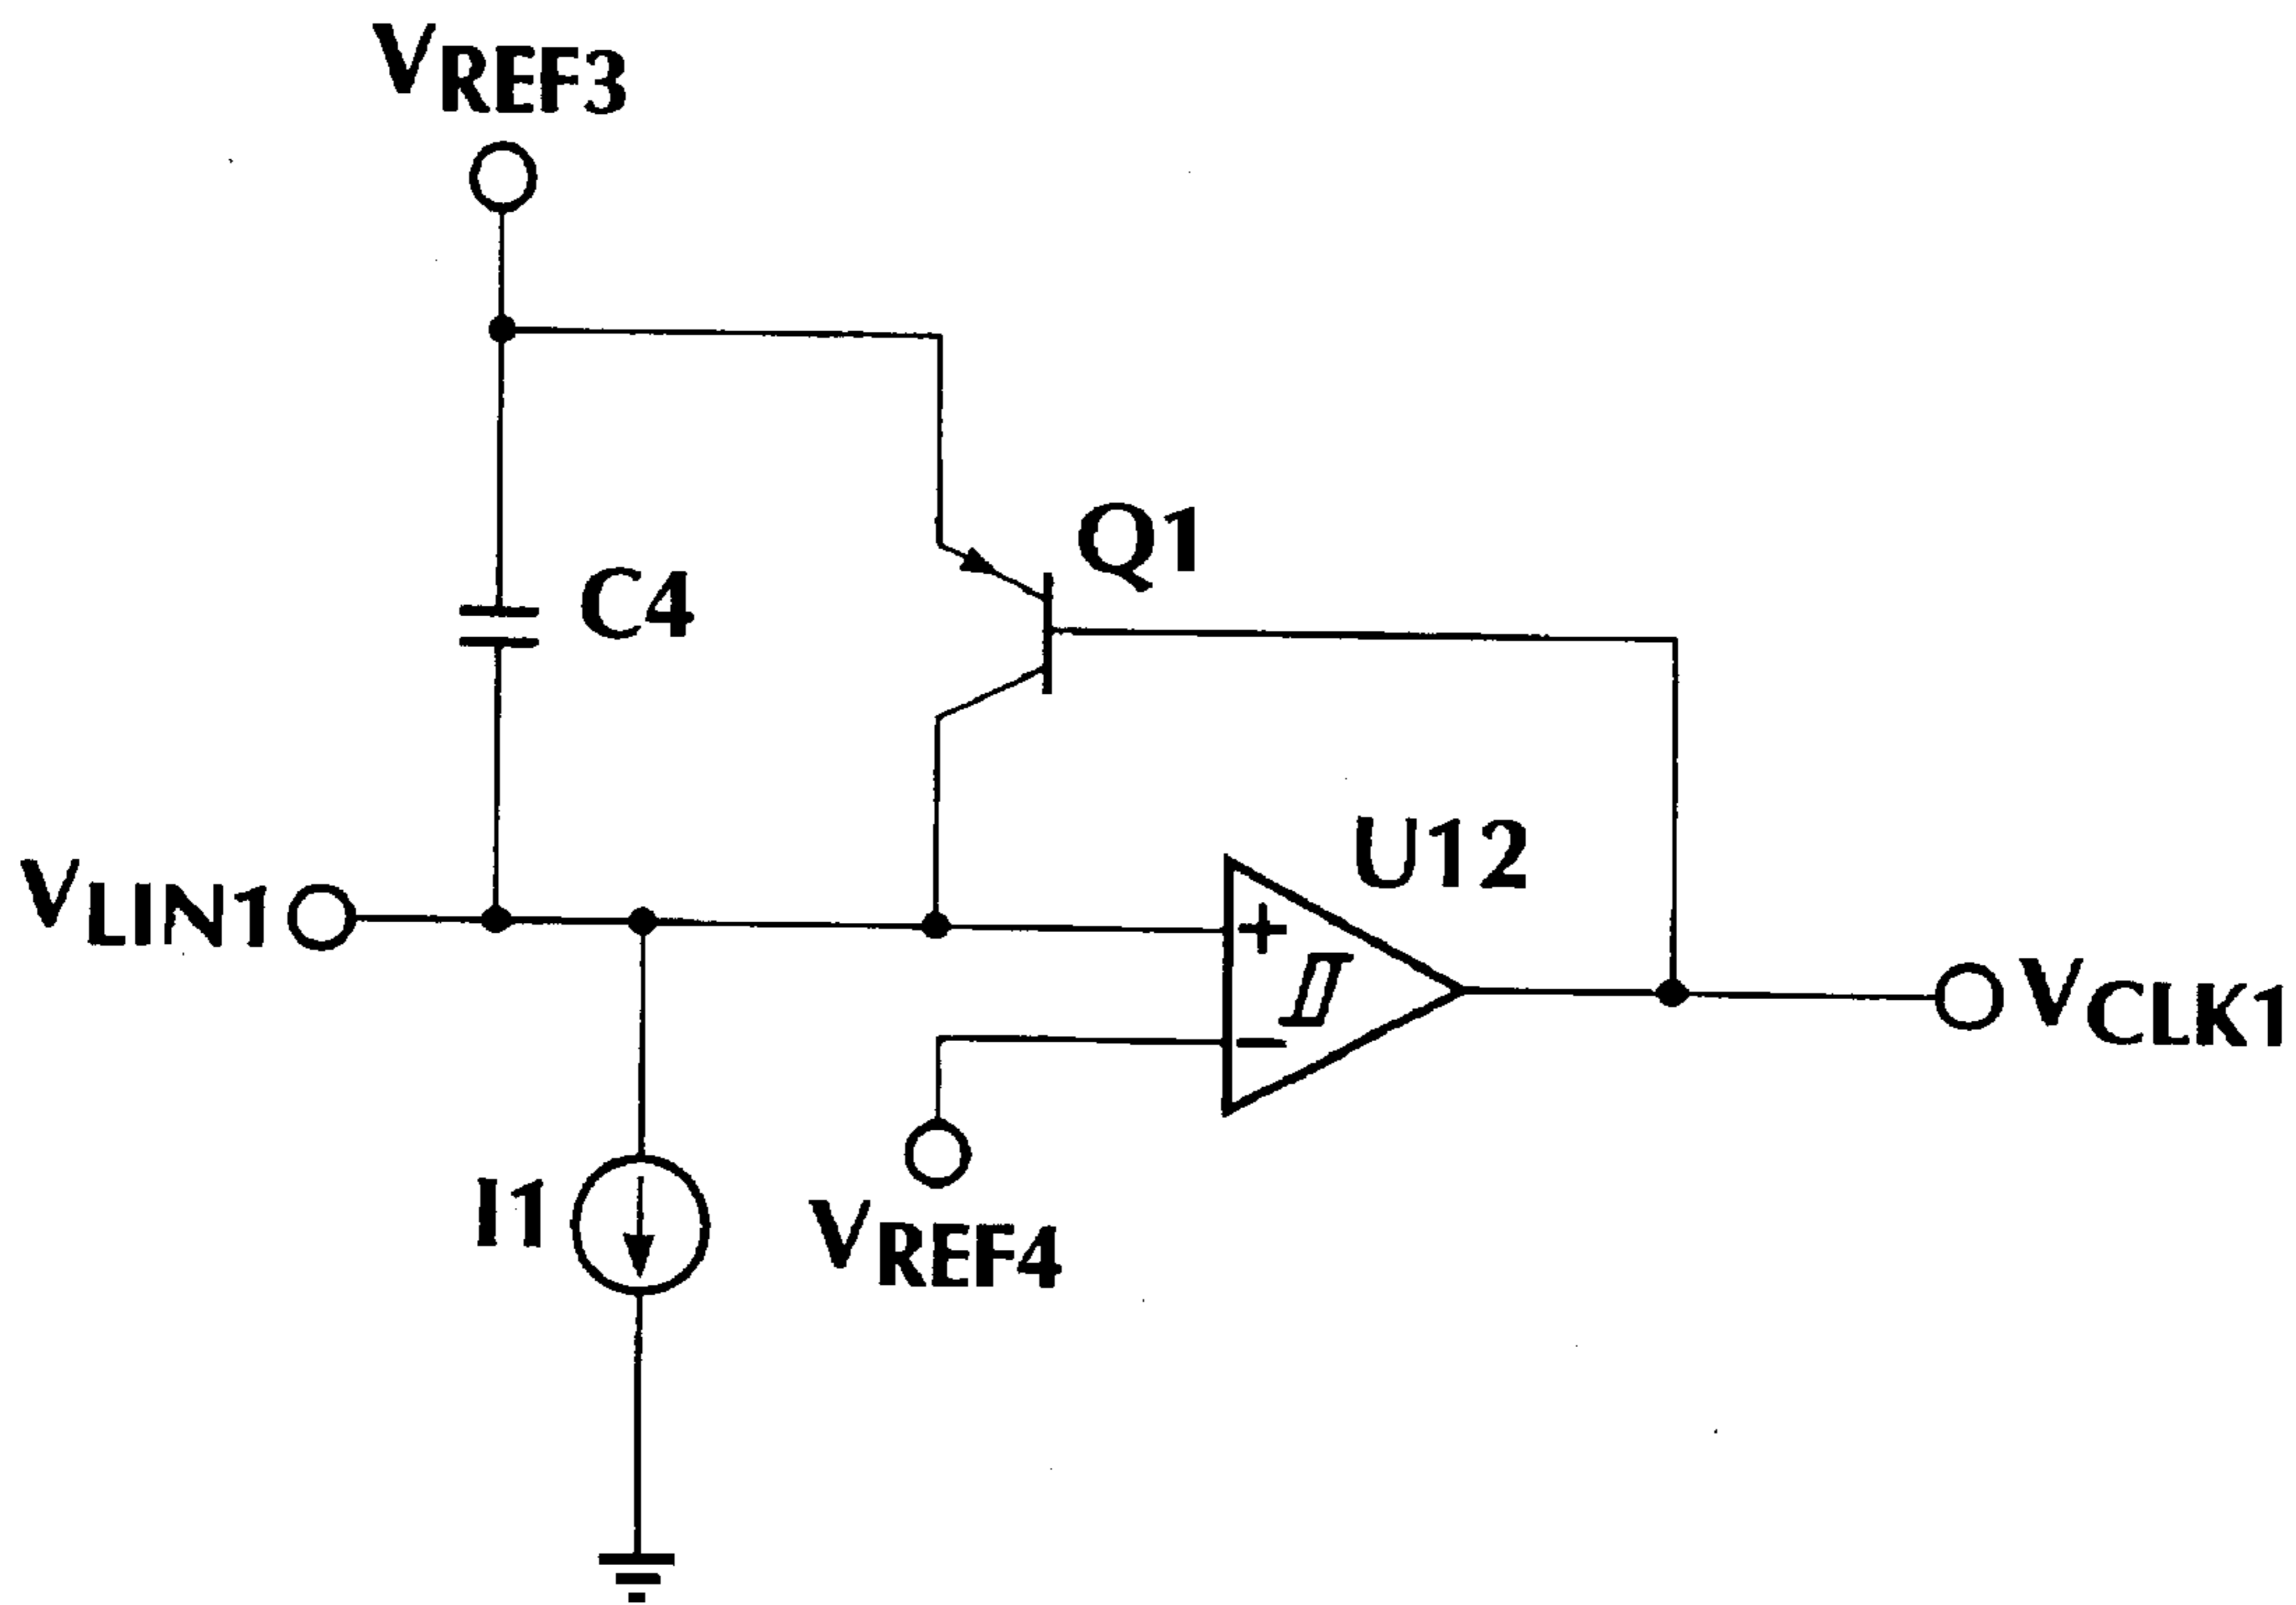 VREF3
Q1
C4
U12
VLIN1
+
VCLK1
−
I1
VREF4